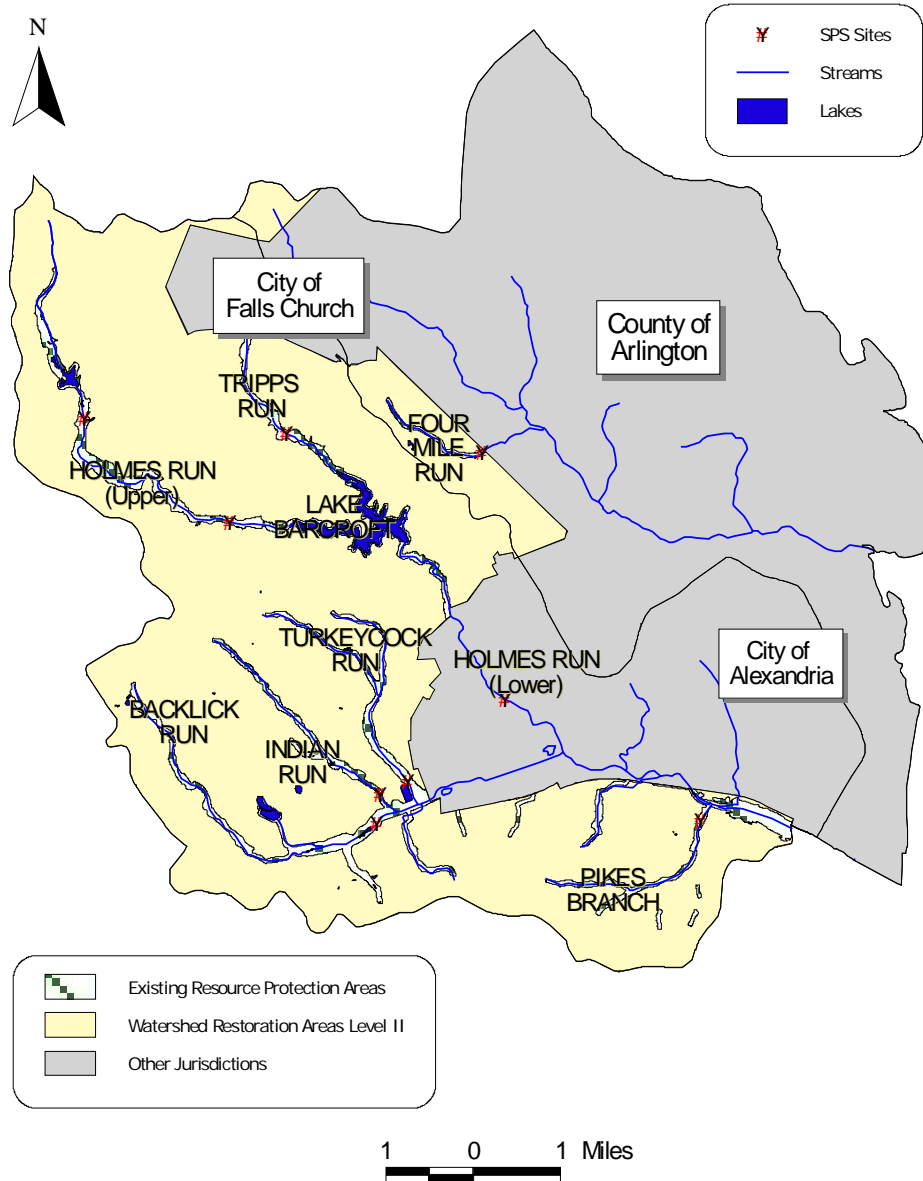 N
SPS Sites
Streams
Lakes
City of
Falls Church
County of
Arlington
TRIPPS
RUN
FOUR
MILE
RUN
HOLMES RUN
(Upper)
LAKE
BARCROFT
TURKEYCOCK
RUN
HOLMES RUN
(Lower)
City of
Alexandria
BACKLICK
RUN
INDIAN
RUN
PIKES
BRANCH
Existing Resource Protection Areas
Watershed Restoration Areas Level II
Other Jurisdictions
1 0 1 Miles